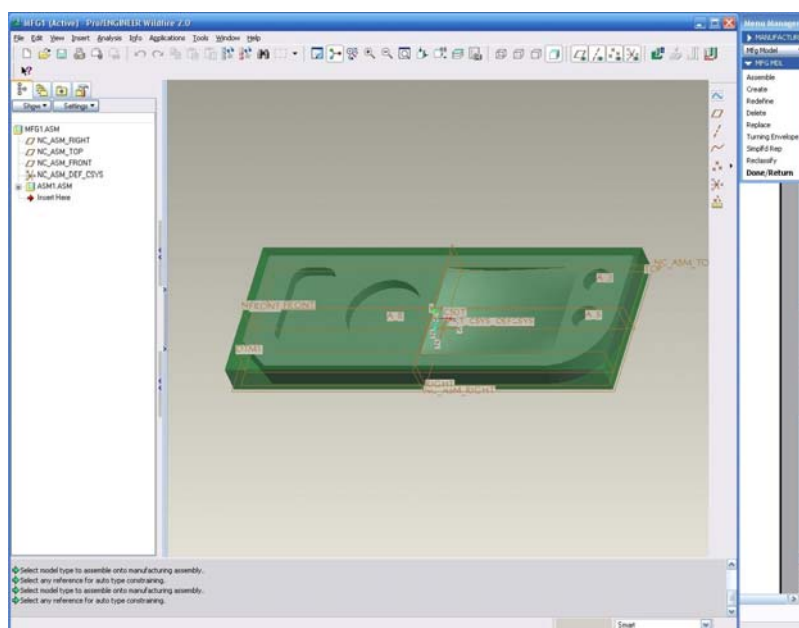 MFG1 (Active) - Pro/ENGINEER Wildfire 2.0
File Edit View Insert Analysis Info Applications Tools Window Help
Show
Settings
MFG1.ASM
NC_ASM_RIGHT
NC_ASM_TOP
NC_ASM_FRONT
NC_ASM_DEF_CSYS
ASM1.ASM
Insert Here
NC_ASM_TO
FRONT
RIGHT
NC_ASM_RIGHT
Select model type to assemble onto manufacturing assembly.
Select any reference for auto type constraining.
Select model type to assemble onto manufacturing assembly.
Select any reference for auto type constraining.
Smart
Menu Manager
MANUFACTUR
Mfg Model
MFG MDL
Assemble
Create
Redefine
Delete
Replace
Turning Envelope
Simplfd Rep
Reclassify
Done/Return